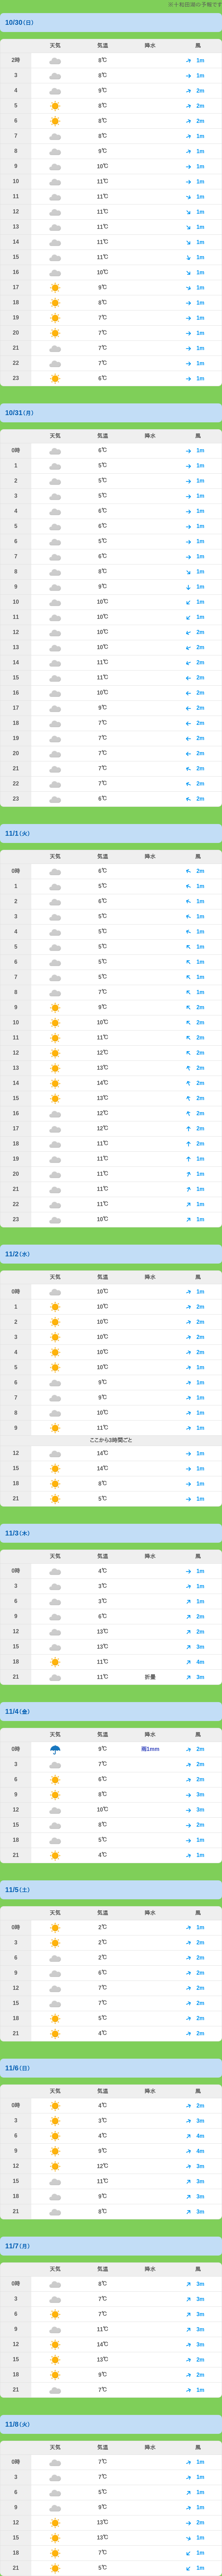 ※十和田湖の予報です
10/30(日)
天気 気温 降水 風
2時 8℃ 1m
3 8℃ 1m
4 9℃ 2m
5 8℃ 2m
6 8℃ 2m
7 8℃ 1m
8 9℃ 1m
9 10℃ 1m
10 11℃ 1m
11 11℃ 1m
12 11℃ 1m
13 11℃ 1m
14 11℃ 1m
15 11℃ 1m
16 10℃ 1m
17 9℃ 1m
18 8℃ 1m
19 7℃ 1m
20 7℃ 1m
21 7℃ 1m
22 7℃ 1m
23 6℃ 1m
10/31(月)
天気 気温 降水 風
0時 6℃ 1m
1 5℃ 1m
2 5℃ 1m
3 5℃ 1m
4 6℃ 1m
5 6℃ 1m
6 5℃ 1m
7 6℃ 1m
8 8℃ 1m
9 9℃ 1m
10 10℃ 1m
11 10℃ 1m
12 10℃ 2m
13 10℃ 2m
14 11℃ 2m
15 11℃ 2m
16 10℃ 2m
17 9℃ 2m
18 7℃ 2m
19 7℃ 2m
20 7℃ 2m
21 7℃ 2m
22 7℃ 2m
23 6℃ 2m
11/1(火)
天気 気温 降水 風
0時 6℃ 2m
1 5℃ 1m
2 6℃ 1m
3 5℃ 1m
4 5℃ 1m
5 5℃ 1m
6 5℃ 1m
7 5℃ 1m
8 7℃ 1m
9 9℃ 2m
10 10℃ 2m
11 11℃ 2m
12 12℃ 2m
13 13℃ 2m
14 14℃ 2m
15 13℃ 2m
16 12℃ 2m
17 12℃ 2m
18 11℃ 2m
19 11℃ 1m
20 11℃ 1m
21 11℃ 1m
22 11℃ 1m
23 10℃ 1m
11/2(水)
天気 気温 降水 風
0時 10℃ 1m
1 10℃ 2m
2 10℃ 2m
3 10℃ 2m
4 10℃ 2m
5 10℃ 1m
6 9℃ 1m
7 9℃ 1m
8 10℃ 1m
9 11℃ 1m
ここから3時間ごと
12 14℃ 1m
15 14℃ 1m
18 8℃ 1m
21 5℃ 1m
11/3(木)
天気 気温 降水 風
0時 4℃ 1m
3 3℃ 1m
6 3℃ 1m
9 6℃ 2m
12 13℃ 2m
15 13℃ 3m
18 11℃ 4m
21 11℃ 3m
11/4(金)
天気 気温 降水 風
0時 9℃ 雨1mm 2m
3 7℃ 2m
6 6℃ 2m
9 8℃ 3m
12 10℃ 3m
15 8℃ 2m
18 5℃ 1m
21 4℃ 1m
11/5(土)
天気 気温 降水 風
0時 2℃ 1m
3 2℃ 2m
6 2℃ 2m
9 6℃ 2m
12 7℃ 2m
15 7℃ 2m
18 5℃ 2m
21 4℃ 2m
11/6(日)
天気 気温 降水 風
0時 4℃ 2m
3 3℃ 3m
6 4℃ 4m
9 9℃ 4m
12 12℃ 3m
15 11℃ 3m
18 9℃ 3m
21 8℃ 3m
11/7(月)
天気 気温 降水 風
0時 8℃ 3m
3 7℃ 3m
6 7℃ 3m
9 11℃ 3m
12 14℃ 3m
15 13℃ 2m
18 9℃ 2m
21 7℃ 1m
11/8(火)
天気 気温 降水 風
0時 7℃ 1m
3 7℃ 1m
6 5℃ 1m
9 9℃ 1m
12 13℃ 2m
15 13℃ 1m
18 7℃ 1m
21 5℃ 1m